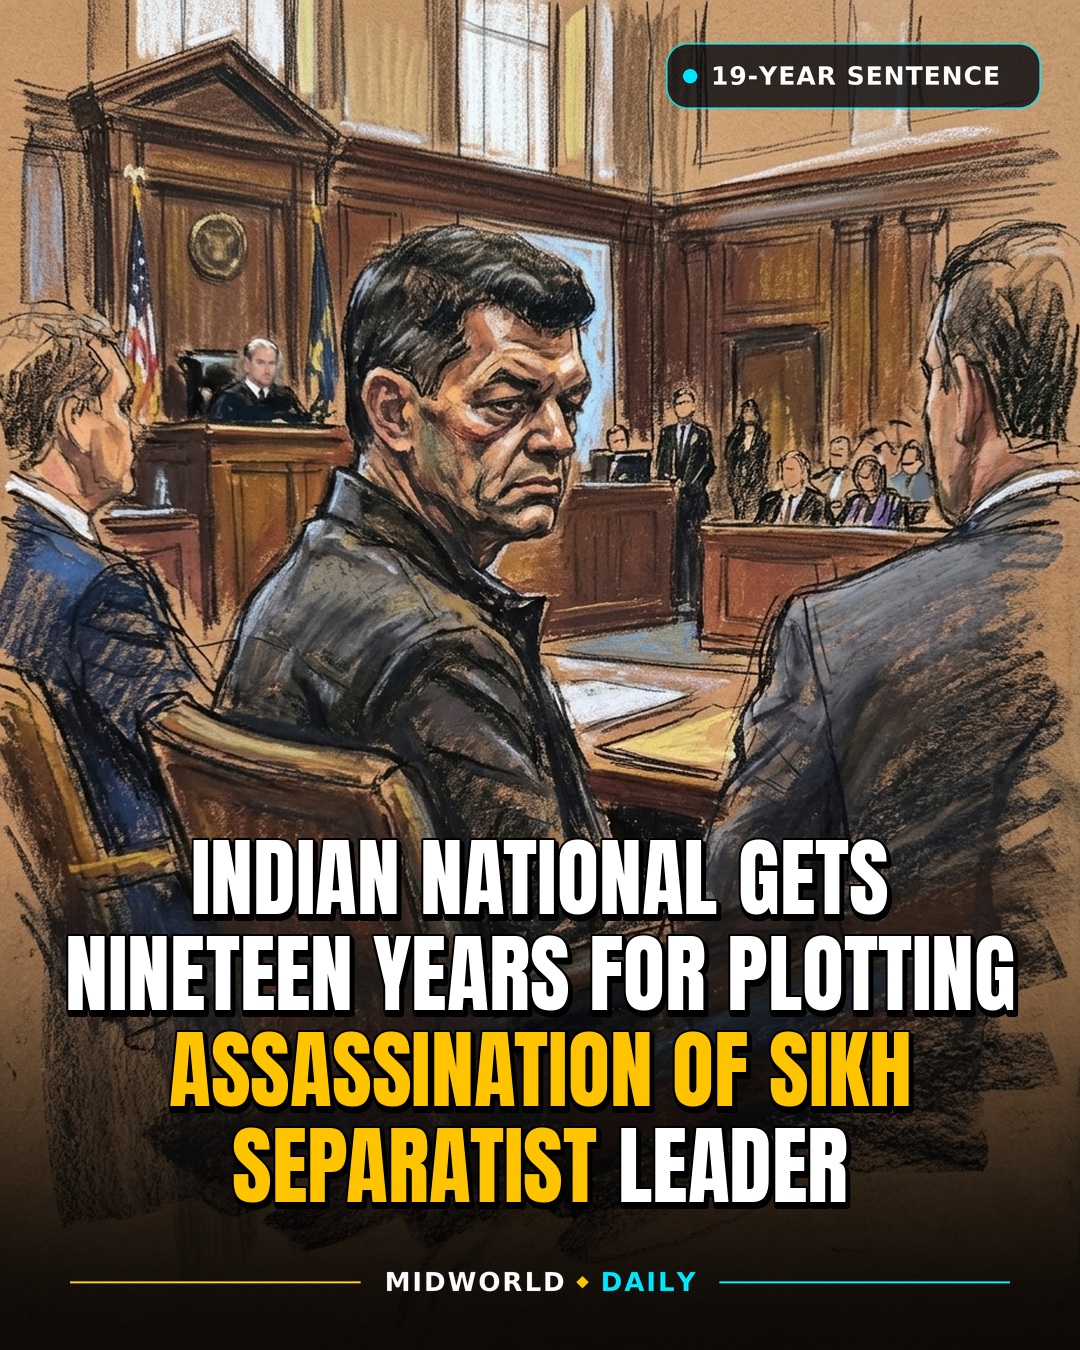 19-YEAR SENTENCE
INDIAN NATIONAL GETS
NINETEEN YEARS FOR PLOTTING
ASSASSINATION OF SIKH
SEPARATIST LEADER
MIDWORLD ◆ DAILY